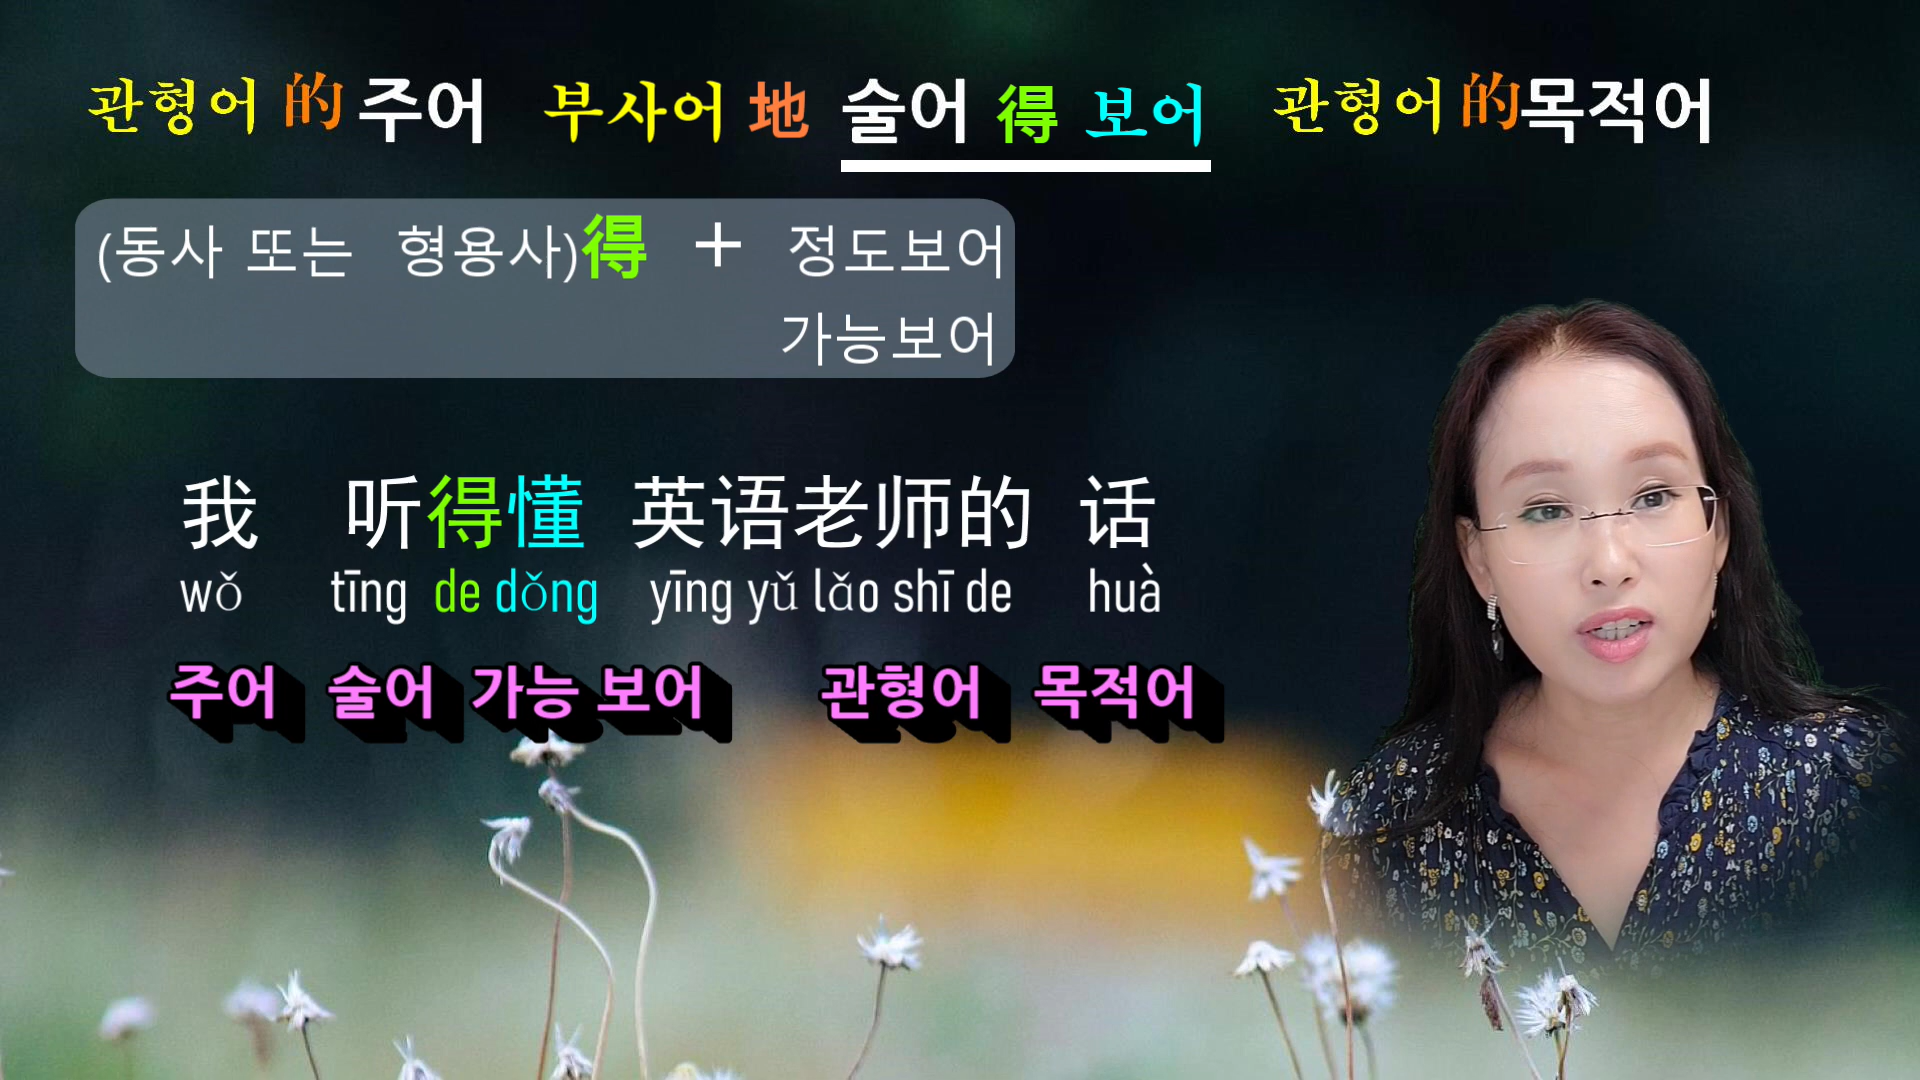 관형어 的 주어 부사어 地 술어 得 보어 관형어 的목적어
(동사 또는 형용사)得 + 정도보어
가능보어
我 听得懂 英语老师的 话
wǒ tīng de dǒng yīng yǔ lǎo shī de huà
주어 술어 가능 보어 관형어 목적어